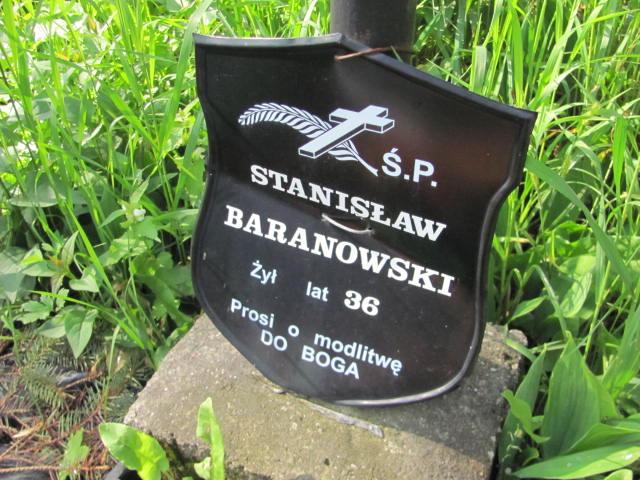 Ś.P.
STANISŁAW
BARANOWSKI
Żył lat 36
Prosi o modlitwę
DO BOGA